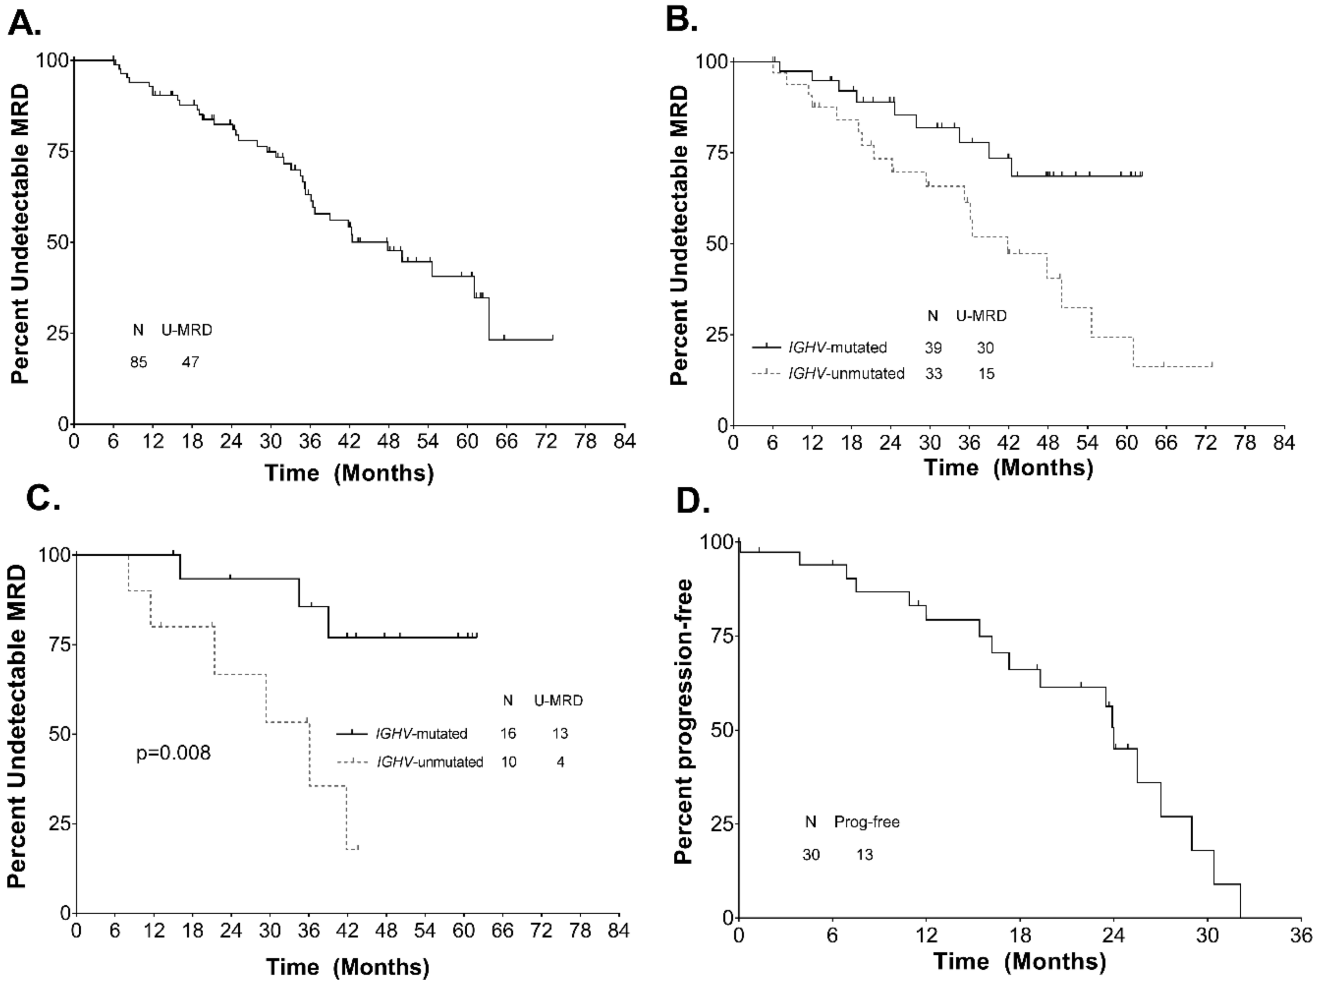 A.
Percent Undetectable MRD
100
75
50
25
0
N U-MRD
85 47
0 6 12 18 24 30 36 42 48 54 60 66 72 78 84
Time (Months)
B.
Percent Undetectable MRD
100
75
50
25
0
N U-MRD
IGHV-mutated 39 30
IGHV-unmutated 33 15
0 6 12 18 24 30 36 42 48 54 60 66 72 78 84
Time (Months)
C.
Percent Undetectable MRD
100
75
50
25
0
N U-MRD
IGHV-mutated 16 13
IGHV-unmutated 10 4
p=0.008
0 6 12 18 24 30 36 42 48 54 60 66 72 78 84
Time (Months)
D.
Percent progression-free
100
75
50
25
0
N Prog-free
30 13
0 6 12 18 24 30 36
Time (Months)